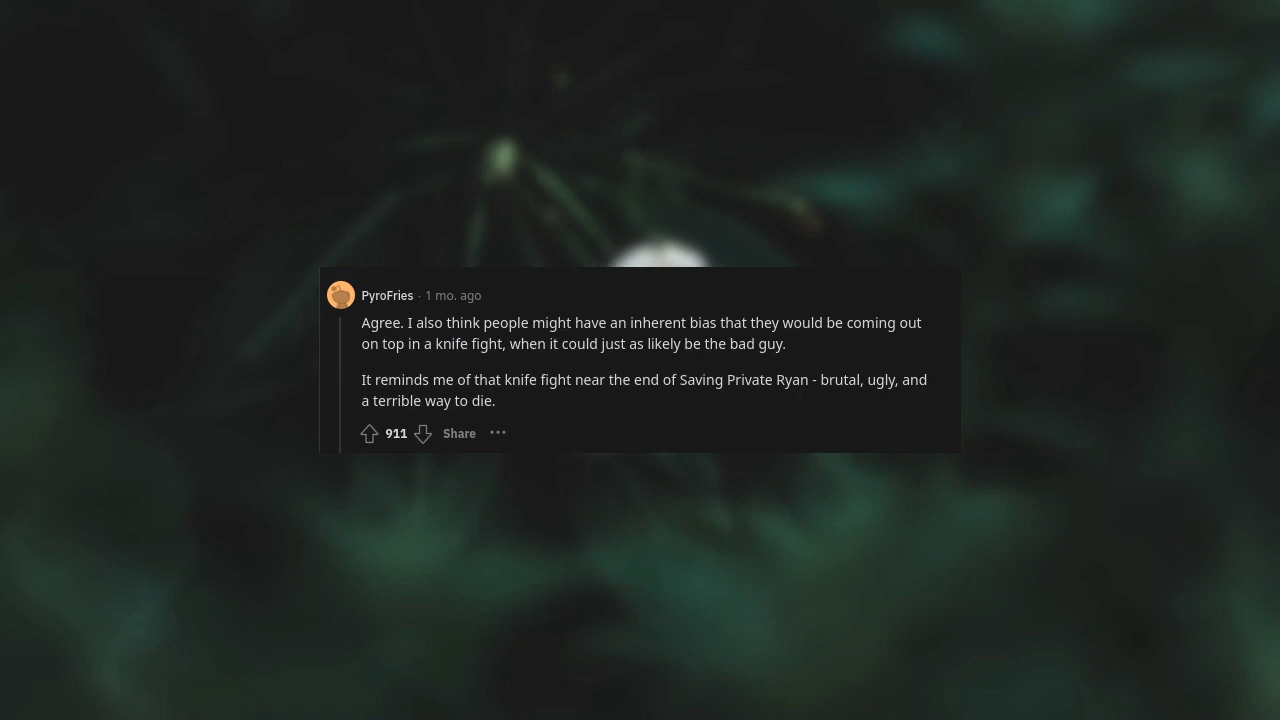 PyroFries · 1 mo. ago
Agree. I also think people might have an inherent bias that they would be coming out
on top in a knife fight, when it could just as likely be the bad guy.
It reminds me of that knife fight near the end of Saving Private Ryan - brutal, ugly, and
a terrible way to die.
911 Share ···